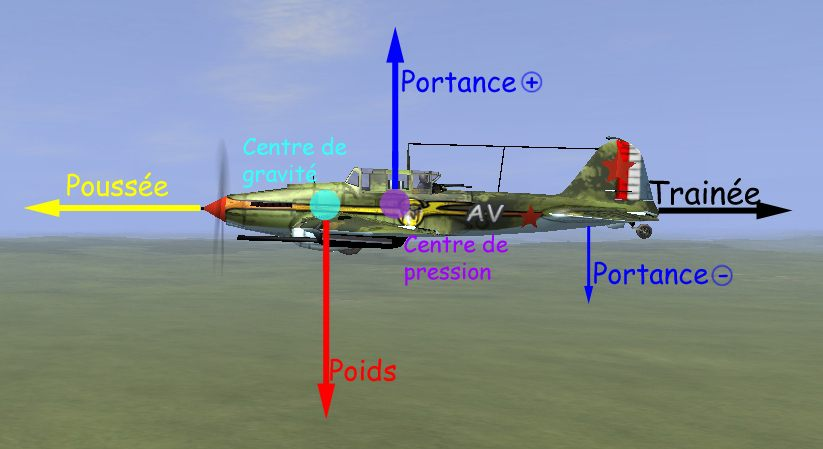 Portance +
Centre de
gravité
Poussée
Trainée
AV
Centre de
pression
Portance -
Poids